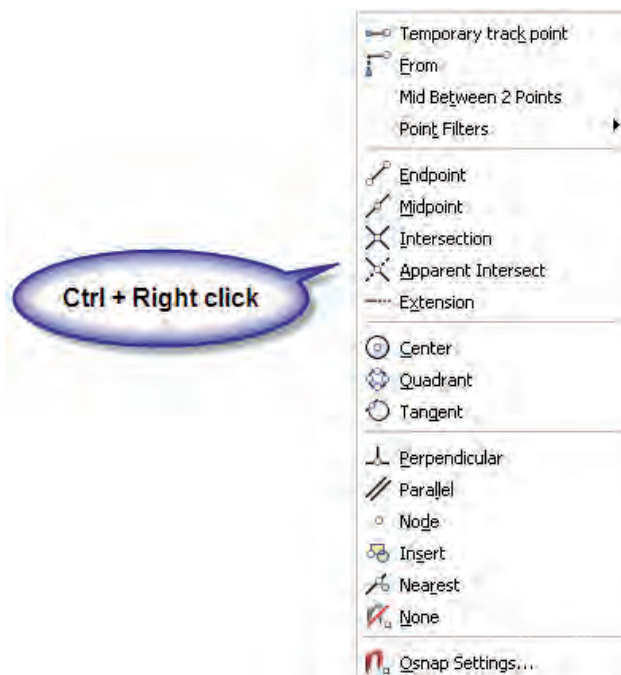 Temporary track point
From
Mid Between 2 Points
Point Filters
Endpoint
Midpoint
Intersection
Apparent Intersect
Ctrl + Right click
Extension
Center
Quadrant
Tangent
Perpendicular
Parallel
Node
Insert
Nearest
None
Osnap Settings...